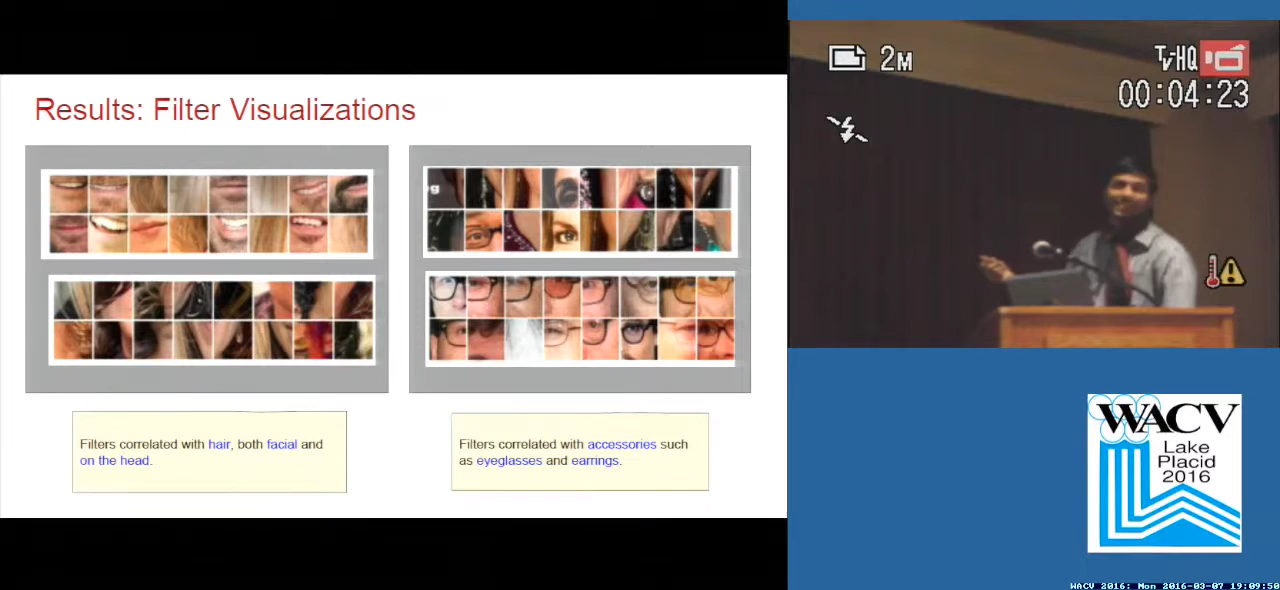 Results: Filter Visualizations
Filters correlated with hair, both facial and
on the head.
Filters correlated with accessories such
as eyeglasses and earrings.
2M
TV-HQ
00:04:23
WACV
Lake
Placid
2016
WACV 2016: Mon 2016-03-07 19:09:50